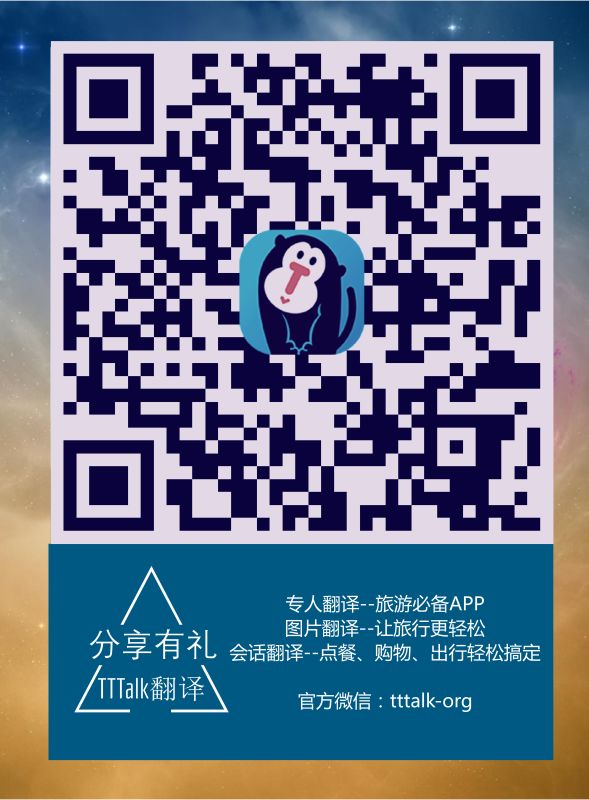 分享有礼
TTTalk翻译
专人翻译--旅游必备APP
图片翻译--让旅行更轻松
会话翻译--点餐、购物、出行轻松搞定
官方微信：tttalk-org